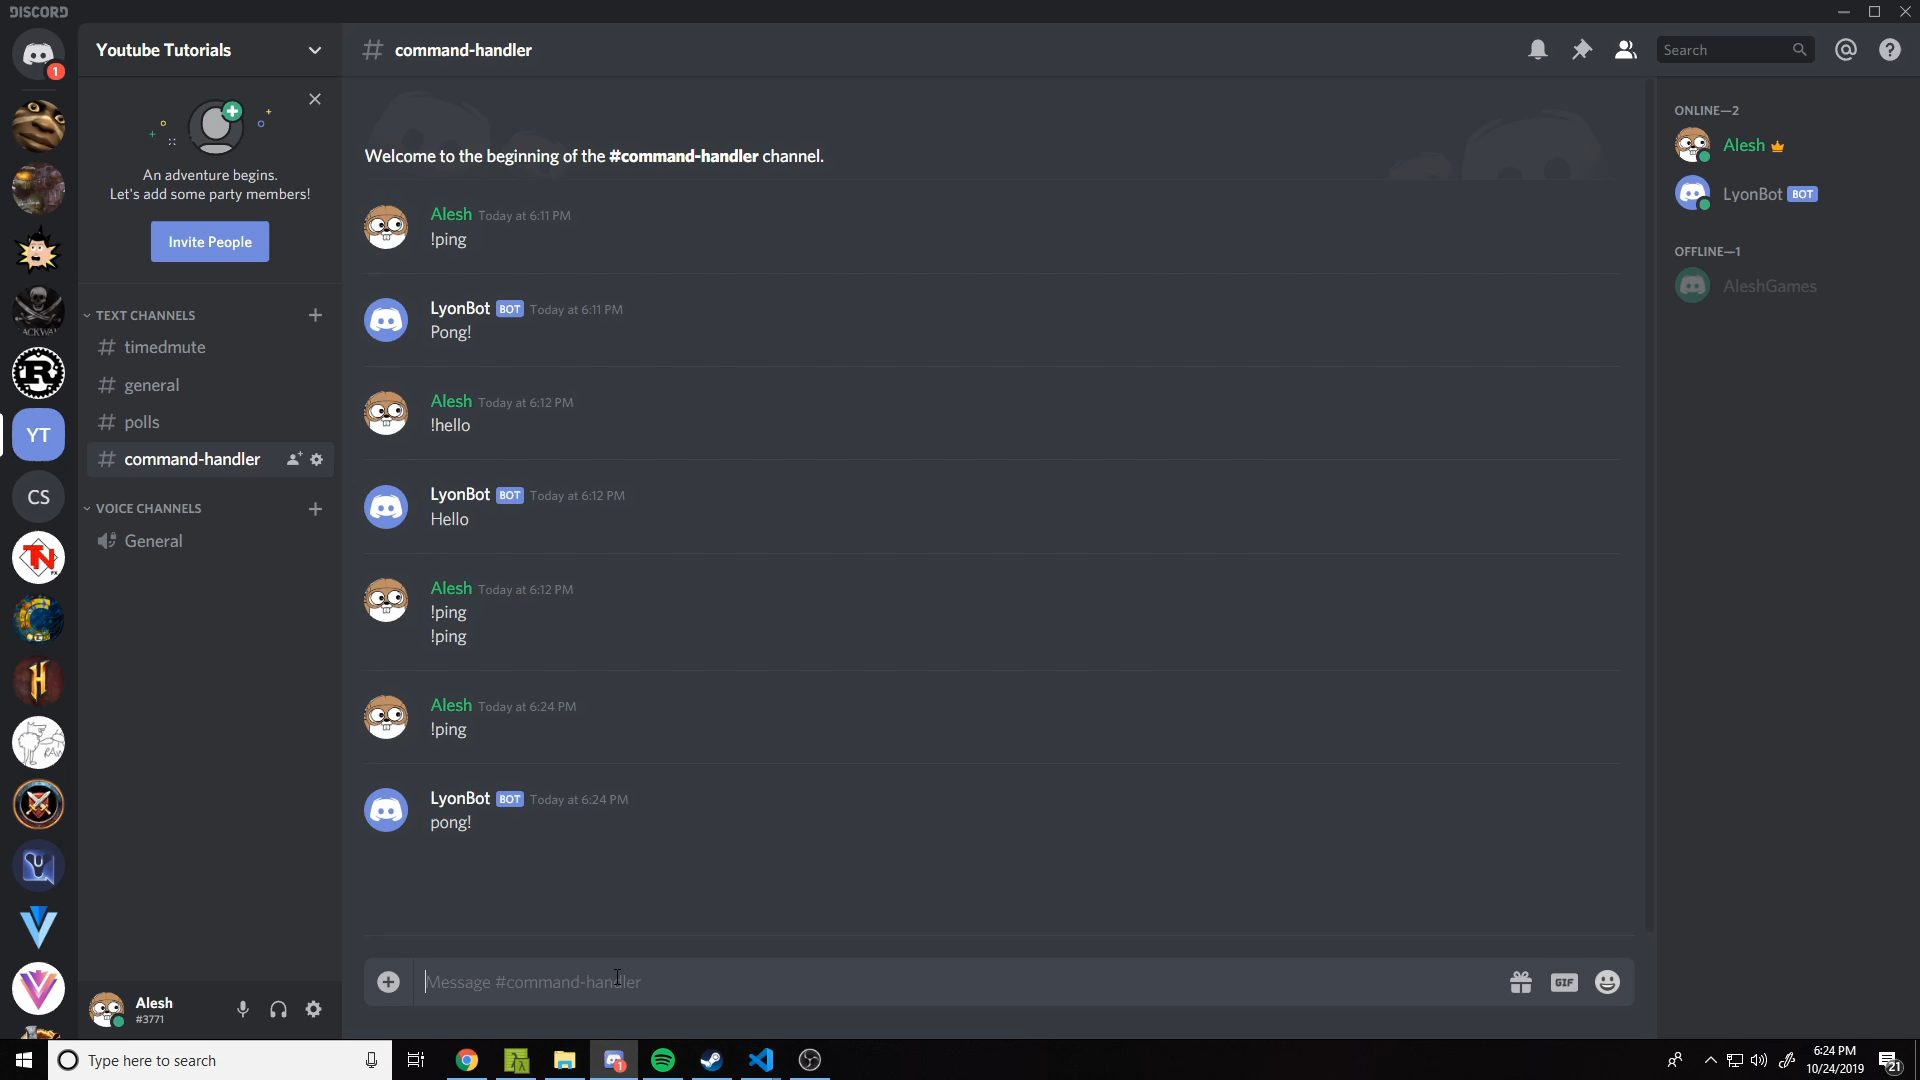 DISCORD
1
Youtube Tutorials
# command-handler
Search
An adventure begins.
Let's add some party members!
Invite People
TEXT CHANNELS
# timedmute
# general
# polls
# command-handler
VOICE CHANNELS
General
YT
CS
TN
H
Welcome to the beginning of the #command-handler channel.
Alesh Today at 6:11 PM
!ping
LyonBot BOT Today at 6:11 PM
Pong!
Alesh Today at 6:12 PM
!hello
LyonBot BOT Today at 6:12 PM
Hello
Alesh Today at 6:12 PM
!ping
!ping
Alesh Today at 6:24 PM
!ping
LyonBot BOT Today at 6:24 PM
pong!
Message #command-handler
GIF
ONLINE—2
Alesh
LyonBot BOT
OFFLINE—1
AleshGames
Alesh
#3771
Type here to search
1
6:24 PM
10/24/2019
21